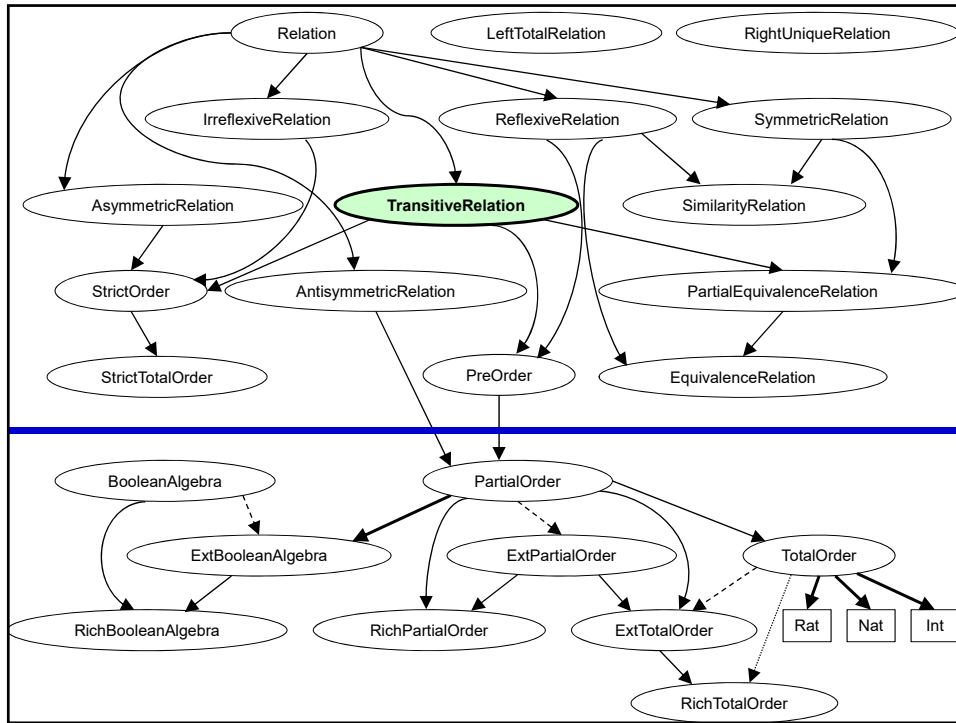 Relation
LeftTotalRelation
RightUniqueRelation
IrreflexiveRelation
ReflexiveRelation
SymmetricRelation
AsymmetricRelation
TransitiveRelation
SimilarityRelation
StrictOrder
AntisymmetricRelation
PartialEquivalenceRelation
StrictTotalOrder
PreOrder
EquivalenceRelation
BooleanAlgebra
PartialOrder
ExtBooleanAlgebra
ExtPartialOrder
TotalOrder
RichBooleanAlgebra
RichPartialOrder
ExtTotalOrder
Rat
Nat
Int
RichTotalOrder